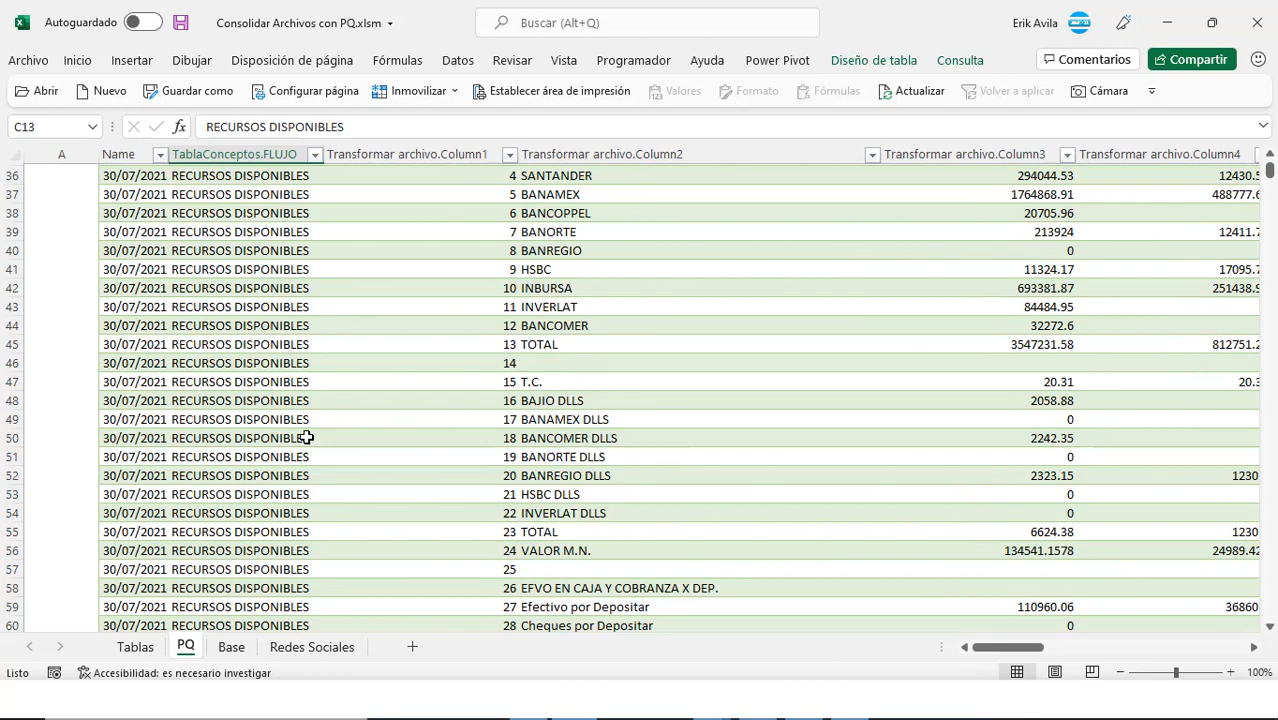 Autoguardado Consolidar Archivos con PQ.xlsm Buscar (Alt+Q) Erik Avila
Archivo Inicio Insertar Dibujar Disposición de página Fórmulas Datos Revisar Vista Programador Ayuda Power Pivot Diseño de tabla Consulta Comentarios Compartir
Abrir Nuevo Guardar como Configurar página Inmovilizar Establecer área de impresión Valores Formato Fórmulas Actualizar Volver a aplicar Cámara
C13 fx RECURSOS DISPONIBLES
A Name TablaConceptos.FLUJO Transformar archivo.Column1 Transformar archivo.Column2 Transformar archivo.Column3 Transformar archivo.Column4
36 30/07/2021 RECURSOS DISPONIBLES 4 SANTANDER 294044.53 12430.5
37 30/07/2021 RECURSOS DISPONIBLES 5 BANAMEX 1764868.91 488777.6
38 30/07/2021 RECURSOS DISPONIBLES 6 BANCOPPEL 20705.96
39 30/07/2021 RECURSOS DISPONIBLES 7 BANORTE 213924 12411.7
40 30/07/2021 RECURSOS DISPONIBLES 8 BANREGIO 0
41 30/07/2021 RECURSOS DISPONIBLES 9 HSBC 11324.17 17095.7
42 30/07/2021 RECURSOS DISPONIBLES 10 INBURSA 693381.87 251438.9
43 30/07/2021 RECURSOS DISPONIBLES 11 INVERLAT 84484.95
44 30/07/2021 RECURSOS DISPONIBLES 12 BANCOMER 32272.6
45 30/07/2021 RECURSOS DISPONIBLES 13 TOTAL 3547231.58 812751.2
46 30/07/2021 RECURSOS DISPONIBLES 14
47 30/07/2021 RECURSOS DISPONIBLES 15 T.C. 20.31 20.3
48 30/07/2021 RECURSOS DISPONIBLES 16 BAJIO DLLS 2058.88
49 30/07/2021 RECURSOS DISPONIBLES 17 BANAMEX DLLS 0
50 30/07/2021 RECURSOS DISPONIBLES 18 BANCOMER DLLS 2242.35
51 30/07/2021 RECURSOS DISPONIBLES 19 BANORTE DLLS 0
52 30/07/2021 RECURSOS DISPONIBLES 20 BANREGIO DLLS 2323.15 1230
53 30/07/2021 RECURSOS DISPONIBLES 21 HSBC DLLS 0
54 30/07/2021 RECURSOS DISPONIBLES 22 INVERLAT DLLS 0
55 30/07/2021 RECURSOS DISPONIBLES 23 TOTAL 6624.38 1230
56 30/07/2021 RECURSOS DISPONIBLES 24 VALOR M.N. 134541.1578 24989.42
57 30/07/2021 RECURSOS DISPONIBLES 25
58 30/07/2021 RECURSOS DISPONIBLES 26 EFVO EN CAJA Y COBRANZA X DEP.
59 30/07/2021 RECURSOS DISPONIBLES 27 Efectivo por Depositar 110960.06 36860
60 30/07/2021 RECURSOS DISPONIBLES 28 Cheques por Depositar 0
Tablas PQ Base Redes Sociales
Listo Accesibilidad: es necesario investigar 100%